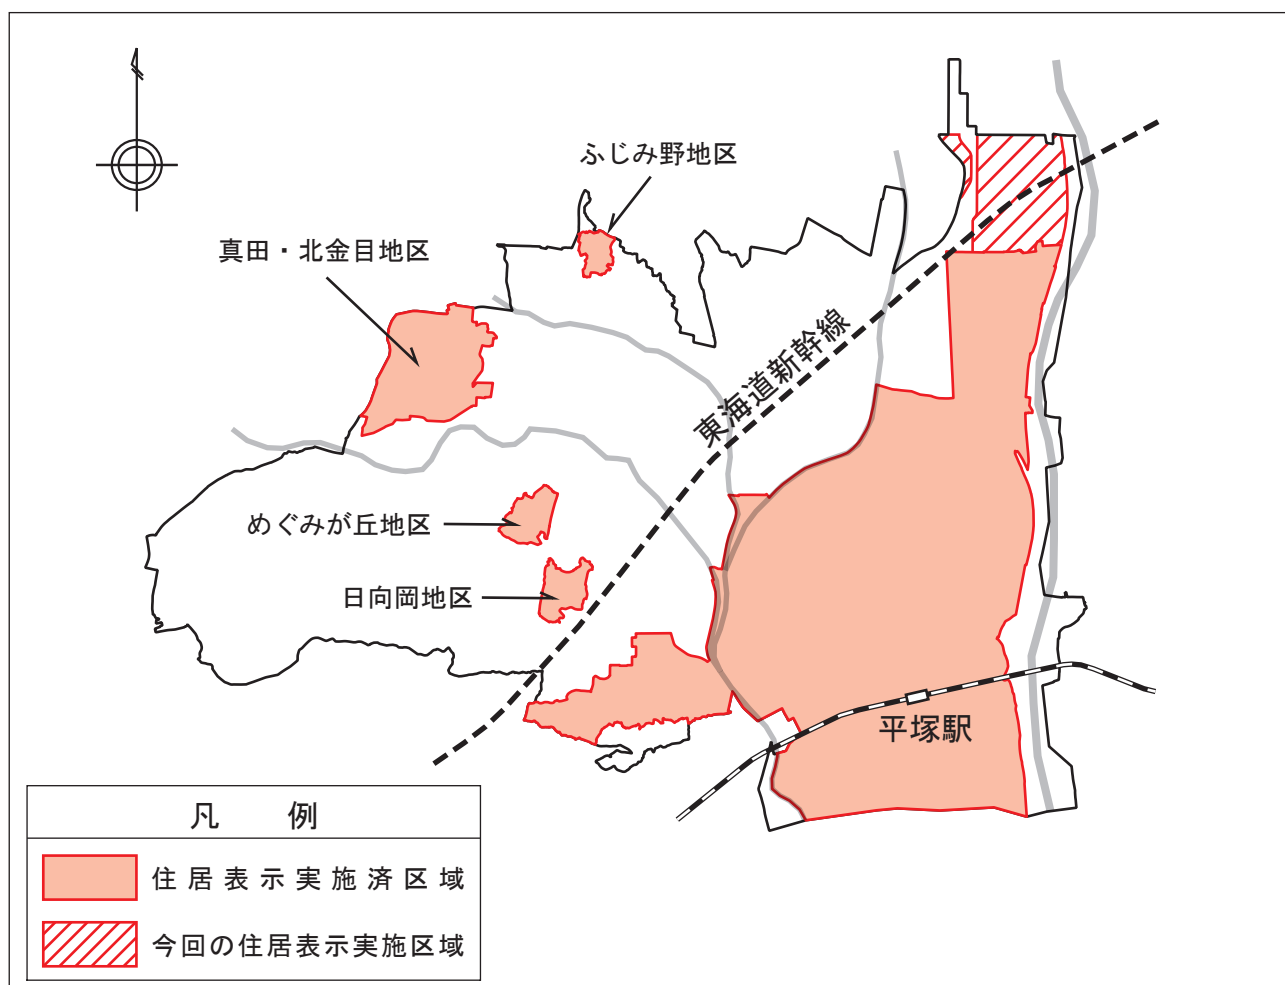 ふじみ野地区
真田・北金目地区
東海道新幹線
めぐみが丘地区
日向岡地区
平塚駅
凡 例
住居表示実施済区域
今回の住居表示実施区域